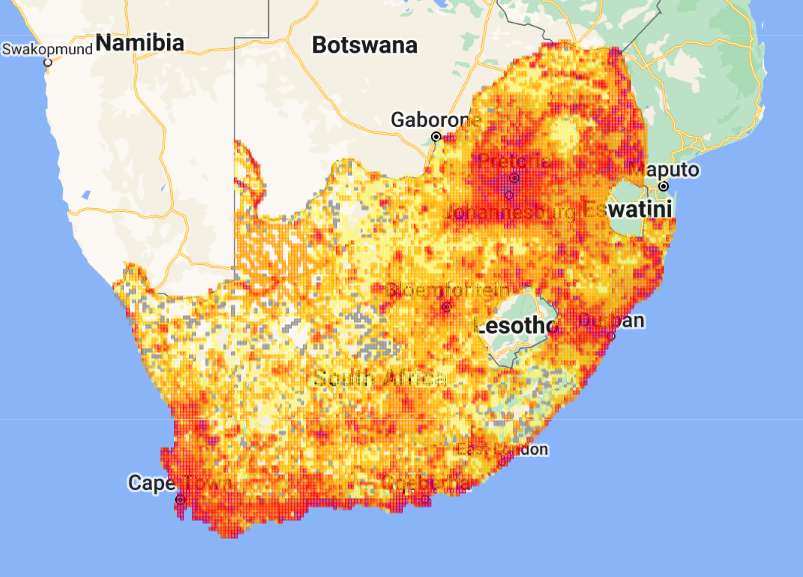 Swakopmund
Namibia
Botswana
Gaborone
Pretoria
Maputo
Johannesburg
Eswatini
Bloemfontein
Lesotho
Durban
South Africa
East London
Cape Town
Gqeberha